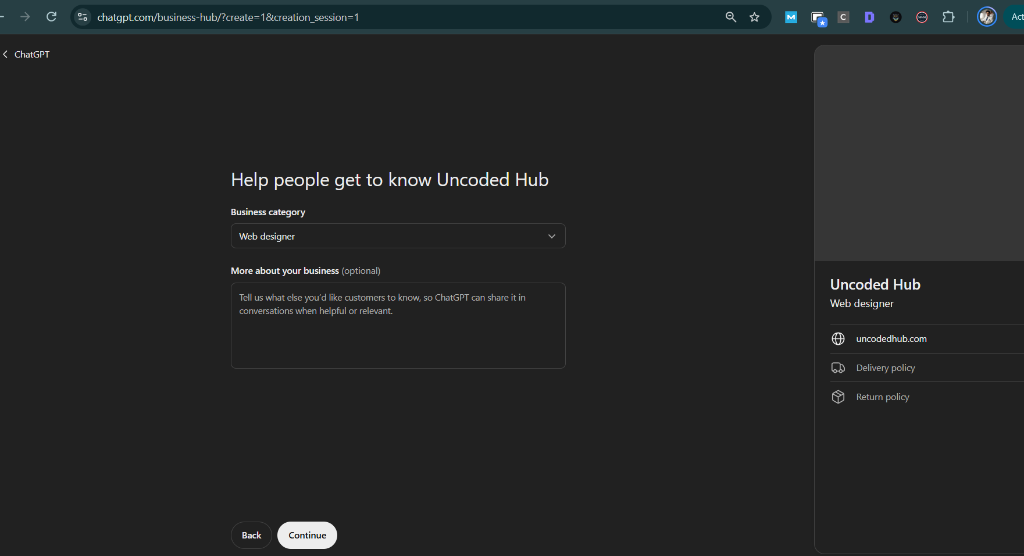 chatgpt.com/business-hub/?create=1&creation_session=1
Act
ChatGPT
Help people get to know Uncoded Hub
Business category
Web designer
More about your business (optional)
Tell us what else you'd like customers to know, so ChatGPT can share it in
conversations when helpful or relevant.
Back
Continue
Uncoded Hub
Web designer
uncodedhub.com
Delivery policy
Return policy